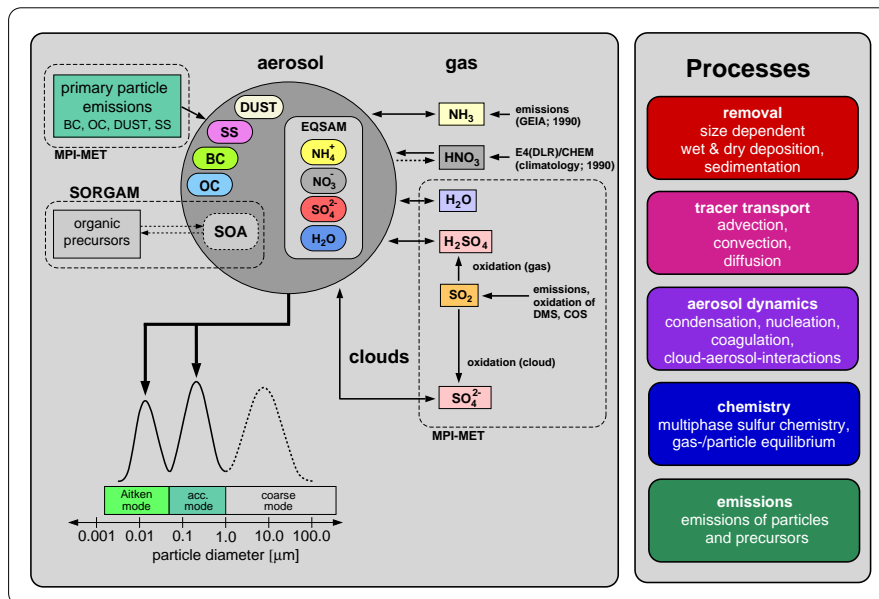 aerosol
gas
primary particle
emissions
BC, OC, DUST, SS
MPI-MET
DUST
SS
BC
OC
EQSAM
NH₄⁺
NO₃⁻
SO₄²⁻
H₂O
SORGAM
organic
precursors
SOA
NH₃
emissions
(GEIA; 1990)
HNO₃
E4(DLR)/CHEM
(climatology; 1990)
H₂O
H₂SO₄
oxidation (gas)
SO₂
emissions,
oxidation of
DMS, COS
clouds
oxidation (cloud)
SO₄²⁻
MPI-MET
Aitken
mode
acc.
mode
coarse
mode
0.001 0.01 0.1 1.0 10.0 100.0
particle diameter [μm]
Processes
removal
size dependent
wet & dry deposition,
sedimentation
tracer transport
advection,
convection,
diffusion
aerosol dynamics
condensation, nucleation,
coagulation,
cloud-aerosol-interactions
chemistry
multiphase sulfur chemistry,
gas-/particle equilibrium
emissions
emissions of particles
and precursors